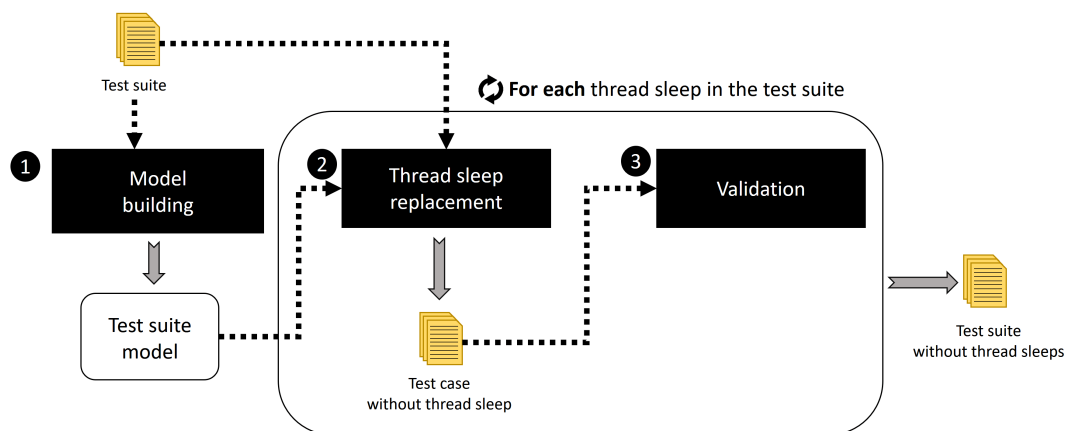 Test suite
For each thread sleep in the test suite
1
Model
building
2
Thread sleep
replacement
3
Validation
Test suite
model
Test case
without thread sleep
Test suite
without thread sleeps